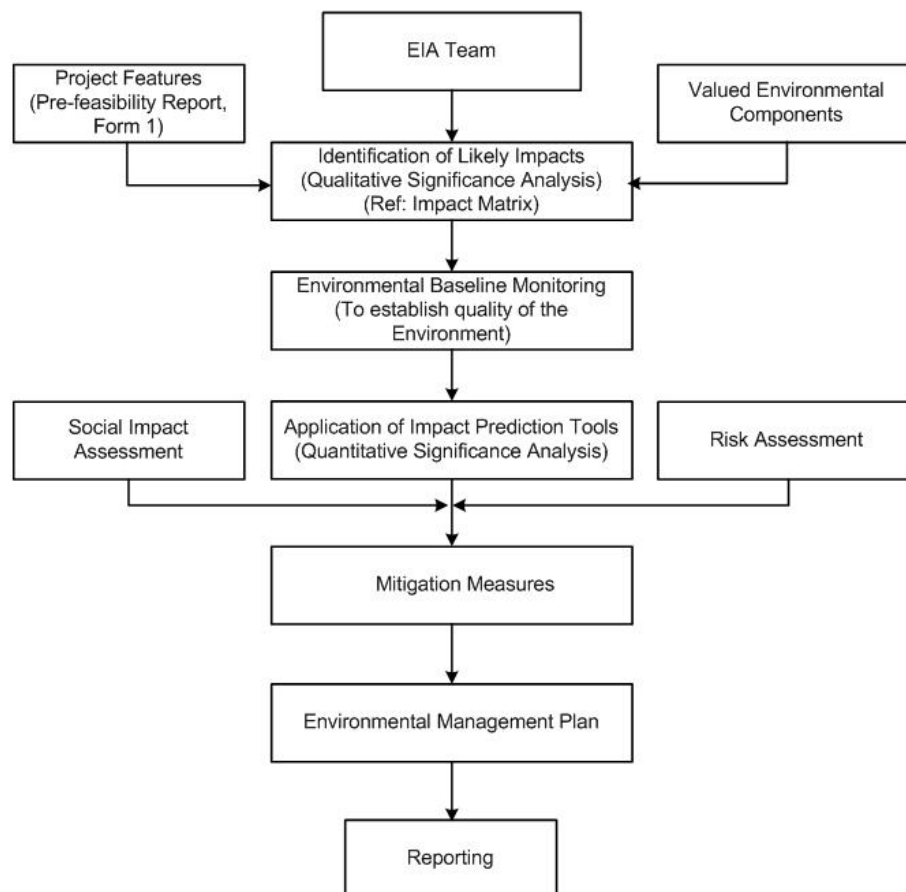 EIA Team
Project Features
(Pre-feasibility Report,
Form 1)
Valued Environmental
Components
Identification of Likely Impacts
(Qualitative Significance Analysis)
(Ref: Impact Matrix)
Environmental Baseline Monitoring
(To establish quality of the
Environment)
Social Impact
Assessment
Application of Impact Prediction Tools
(Quantitative Significance Analysis)
Risk Assessment
Mitigation Measures
Environmental Management Plan
Reporting